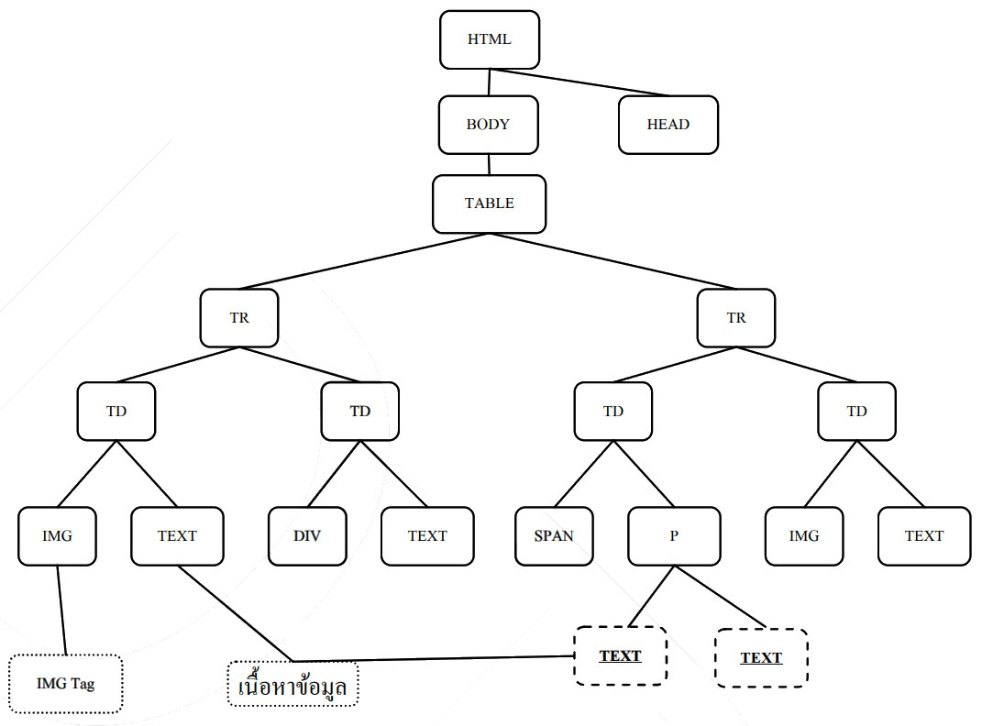 HTML
BODY
HEAD
TABLE
TR
TR
TD
TD
TD
TD
IMG
TEXT
DIV
TEXT
SPAN
P
IMG
TEXT
IMG Tag
เนื้อหาข้อมูล
TEXT
TEXT